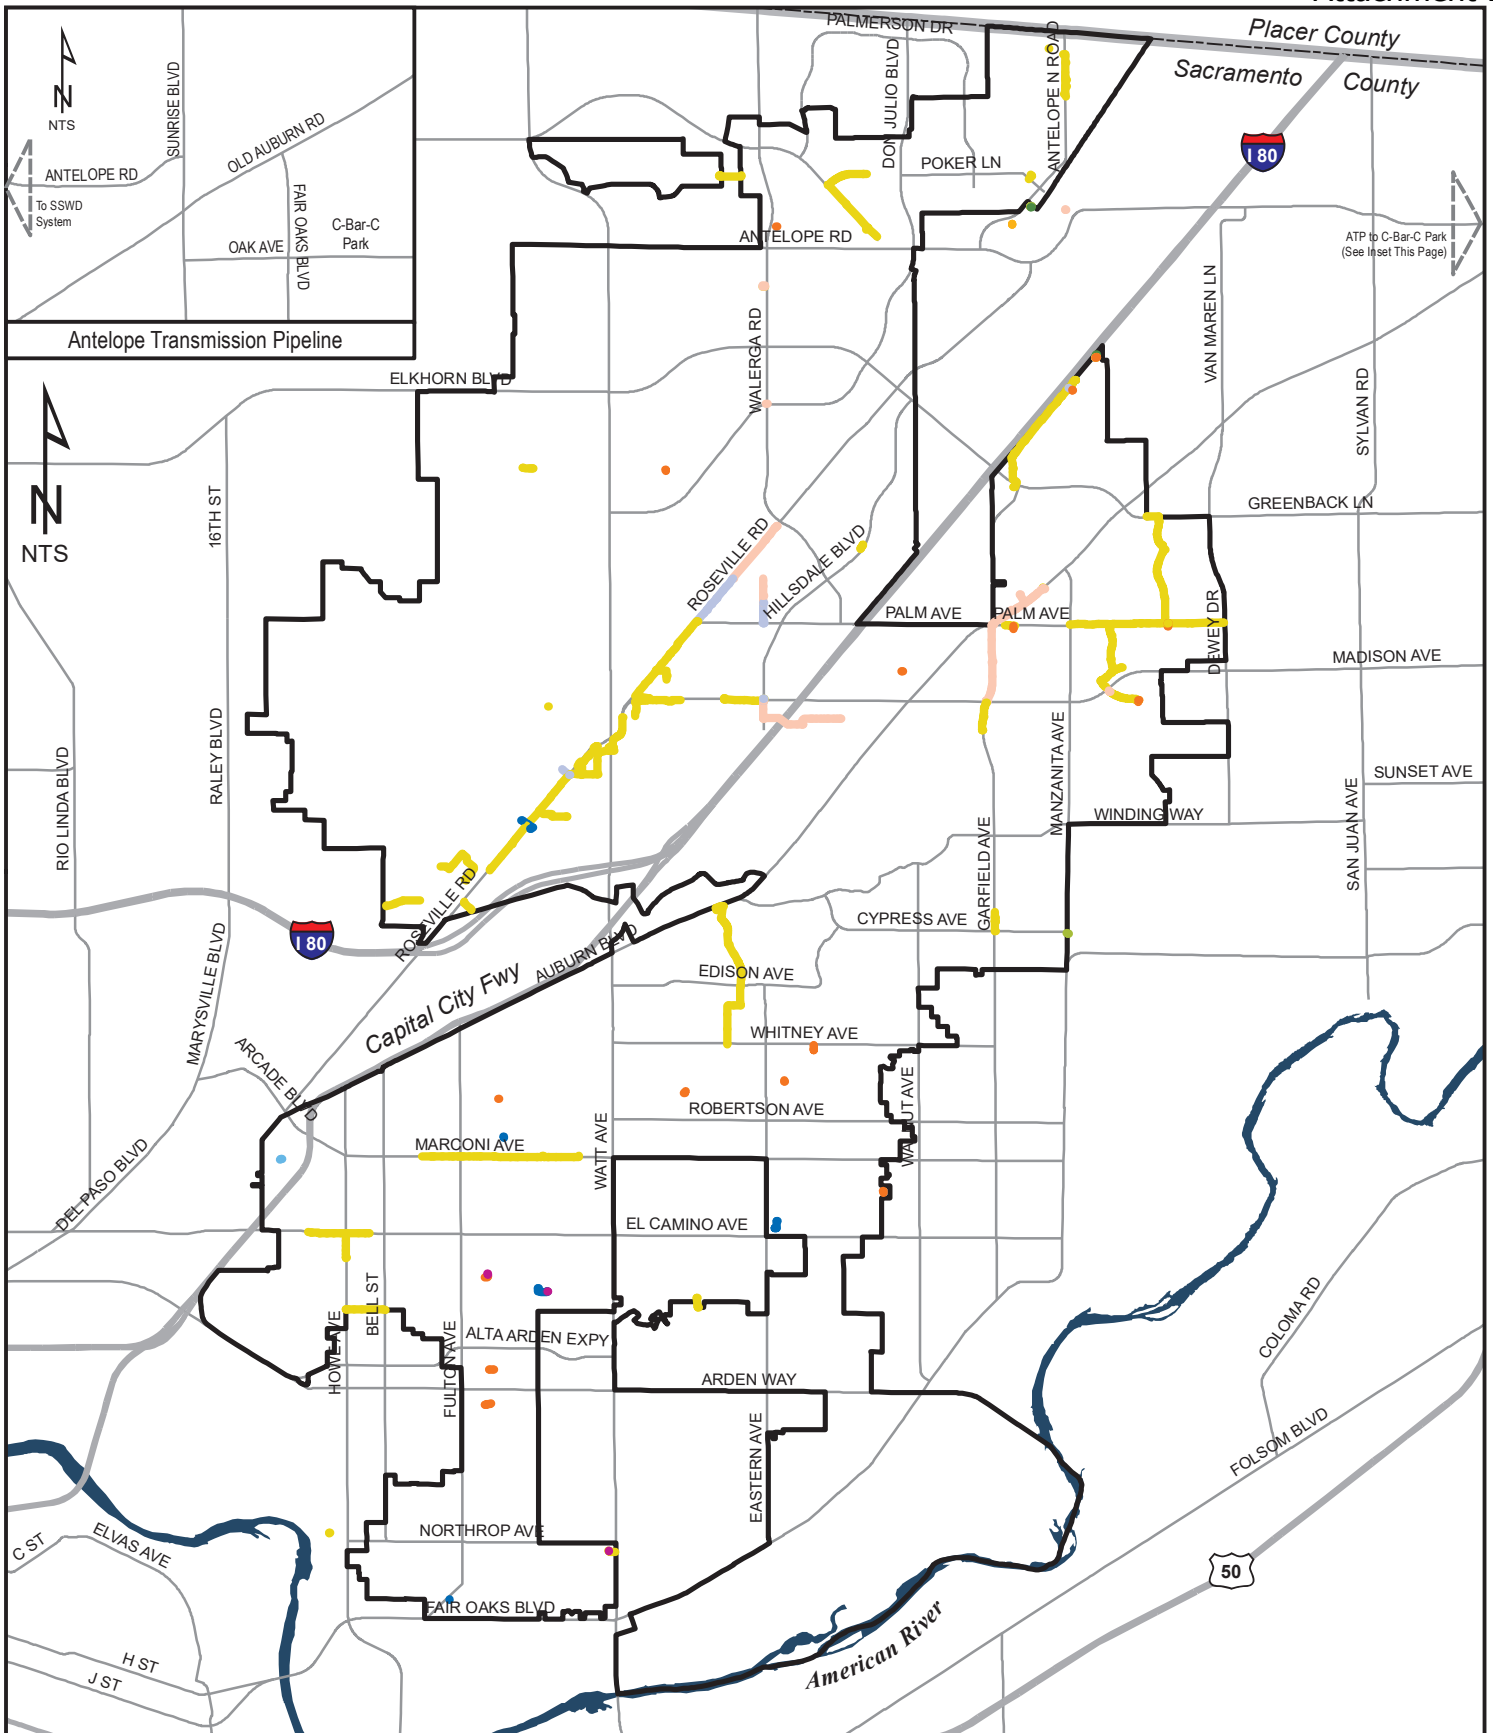 PALMERSON DR
Placer County
Sacramento County
DON JULIO BLVD
ANTELOPE N ROAD
POKER LN
I 80
N
NTS
SUNRISE BLVD
OLD AUBURN RD
ANTELOPE RD
To SSWD
System
FAIR OAKS BLVD
C-Bar-C
Park
OAK AVE
Antelope Transmission Pipeline
ANTELOPE RD
ATP to C-Bar-C Park
(See Inset This Page)
WALERGA RD
VAN MAREN LN
SYLVAN RD
ELKHORN BLVD
N
NTS
16TH ST
GREENBACK LN
ROSEVILLE RD
HILLSDALE BLVD
PALM AVE
PALM AVE
DEWEY DR
MADISON AVE
RIO LINDA BLVD
RALEY BLVD
MANZANITA AVE
SUNSET AVE
WINDING WAY
SAN JUAN AVE
GARFIELD AVE
ROSEVILLE RD
CYPRESS AVE
I 80
AUBURN BLVD
EDISON AVE
Capital City Fwy
MARYSVILLE BLVD
WHITNEY AVE
ARCADE BLVD
ROBERTSON AVE
WALNUT AVE
MARCONI AVE
WATT AVE
DEL PASO BLVD
EL CAMINO AVE
BELL ST
HOWE AVE
FULTON AVE
ALTA ARDEN EXPY
ARDEN WAY
COLOMA RD
EASTERN AVE
FOLSOM BLVD
NORTHROP AVE
C ST
ELVAS AVE
50
FAIR OAKS BLVD
American River
H ST
J ST